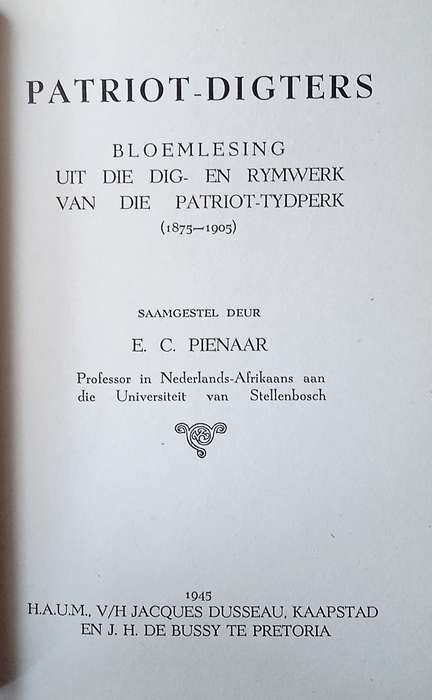 PATRIOT-DIGTERS
BLOEMLESING
UIT DIE DIG- EN RYMWERK
VAN DIE PATRIOT-TYDPERK
(1875—1905)
SAAMGESTEL DEUR
E. C. PIENAAR
Professor in Nederlands-Afrikaans aan
die Universiteit van Stellenbosch
1945
H.A.U.M., V/H JACQUES DUSSEAU, KAAPSTAD
EN J. H. DE BUSSY TE PRETORIA